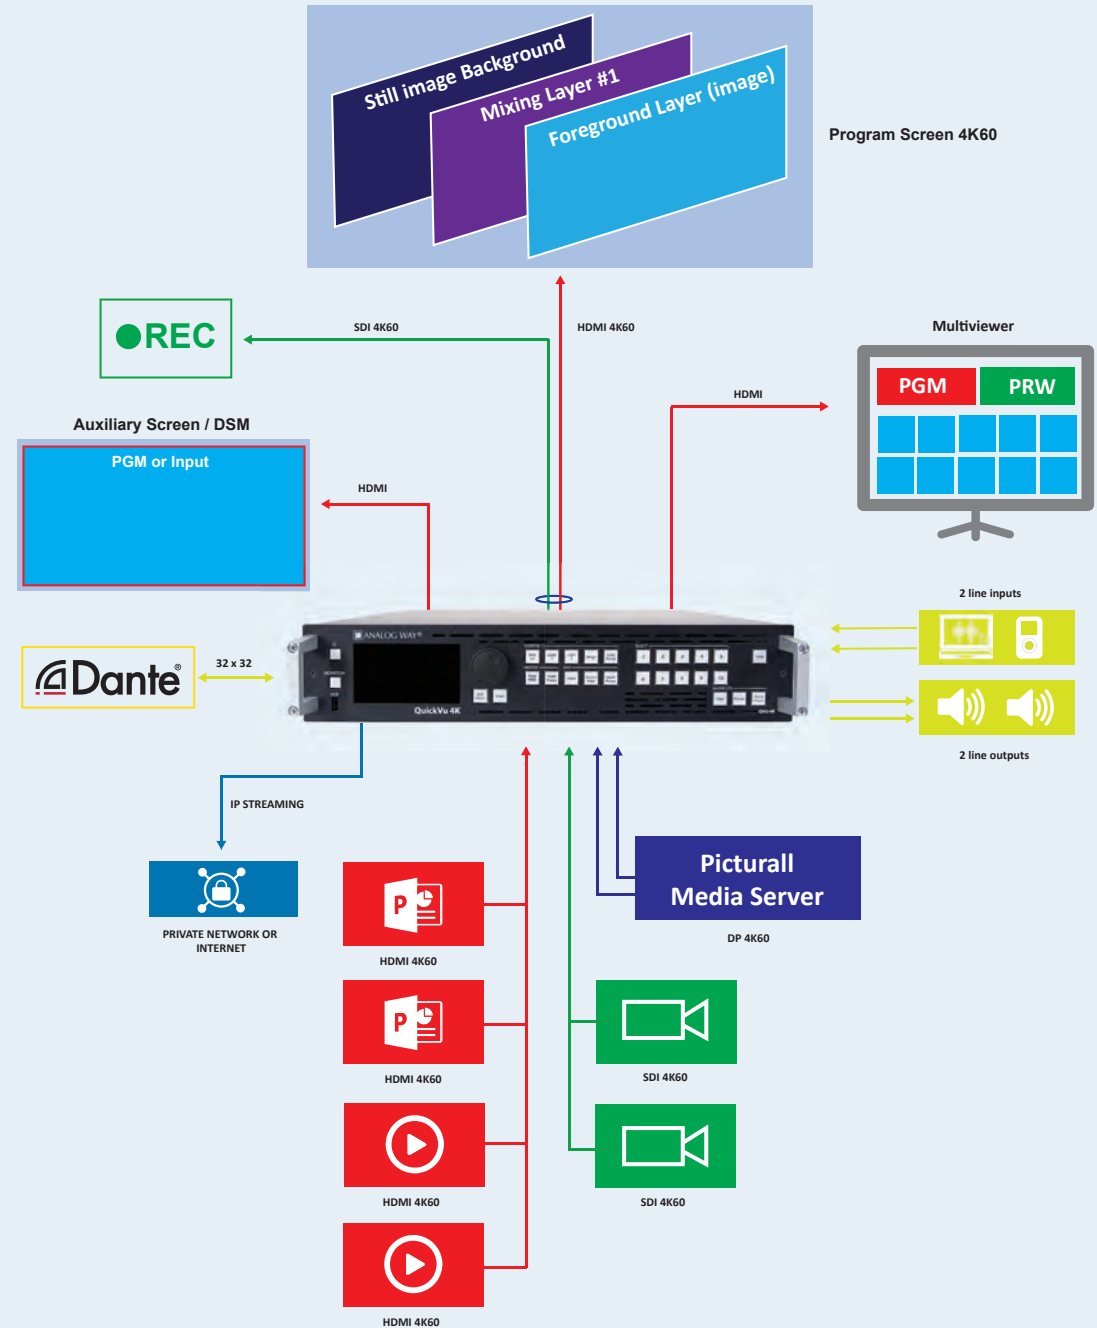 Still image Background
Mixing Layer #1
Foreground Layer (image)
Program Screen 4K60
REC
SDI 4K60
HDMI 4K60
Multiviewer
PGM
PRW
HDMI
Auxiliary Screen / DSM
PGM or Input
HDMI
2 line inputs
ANALOG WAY®
MONITOR
QuickVu 4K
Dante®
32 x 32
2 line outputs
IP STREAMING
PRIVATE NETWORK OR
INTERNET
Picturall
Media Server
DP 4K60
P
HDMI 4K60
P
HDMI 4K60
SDI 4K60
HDMI 4K60
SDI 4K60
HDMI 4K60